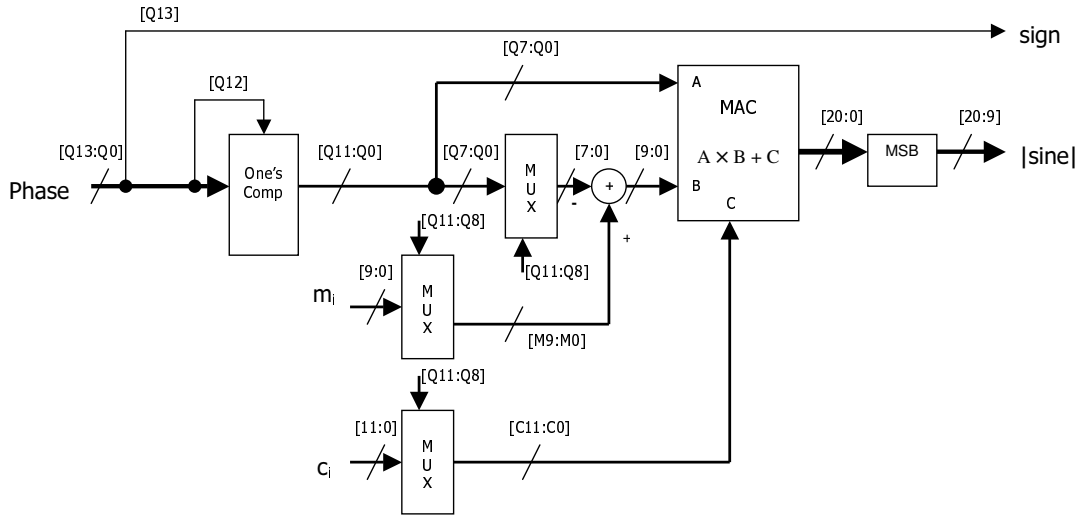 [Q13]
sign
[Q12]
[Q7:Q0]
A
MAC
A × B + C
B
C
[20:0]
[20:9]
MSB
|sine|
[Q13:Q0]
Phase
One's
Comp
[Q11:Q0]
[Q7:Q0]
M
U
X
[7:0]
-
+
[9:0]
+
[Q11:Q8]
[Q11:Q8]
[9:0]
mi
M
U
X
[M9:M0]
[Q11:Q8]
[11:0]
ci
M
U
X
[C11:C0]